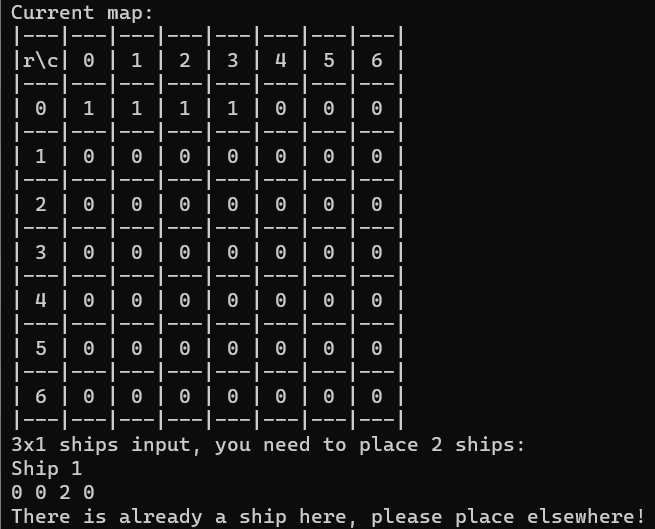 Current map:
|---|---|---|---|---|---|---|---|
|r\c| 0 | 1 | 2 | 3 | 4 | 5 | 6 |
|---|---|---|---|---|---|---|---|
| 0 | 1 | 1 | 1 | 1 | 0 | 0 | 0 |
|---|---|---|---|---|---|---|---|
| 1 | 0 | 0 | 0 | 0 | 0 | 0 | 0 |
|---|---|---|---|---|---|---|---|
| 2 | 0 | 0 | 0 | 0 | 0 | 0 | 0 |
|---|---|---|---|---|---|---|---|
| 3 | 0 | 0 | 0 | 0 | 0 | 0 | 0 |
|---|---|---|---|---|---|---|---|
| 4 | 0 | 0 | 0 | 0 | 0 | 0 | 0 |
|---|---|---|---|---|---|---|---|
| 5 | 0 | 0 | 0 | 0 | 0 | 0 | 0 |
|---|---|---|---|---|---|---|---|
| 6 | 0 | 0 | 0 | 0 | 0 | 0 | 0 |
|---|---|---|---|---|---|---|---|
3x1 ships input, you need to place 2 ships:
Ship 1
0 0 2 0
There is already a ship here, please place elsewhere!